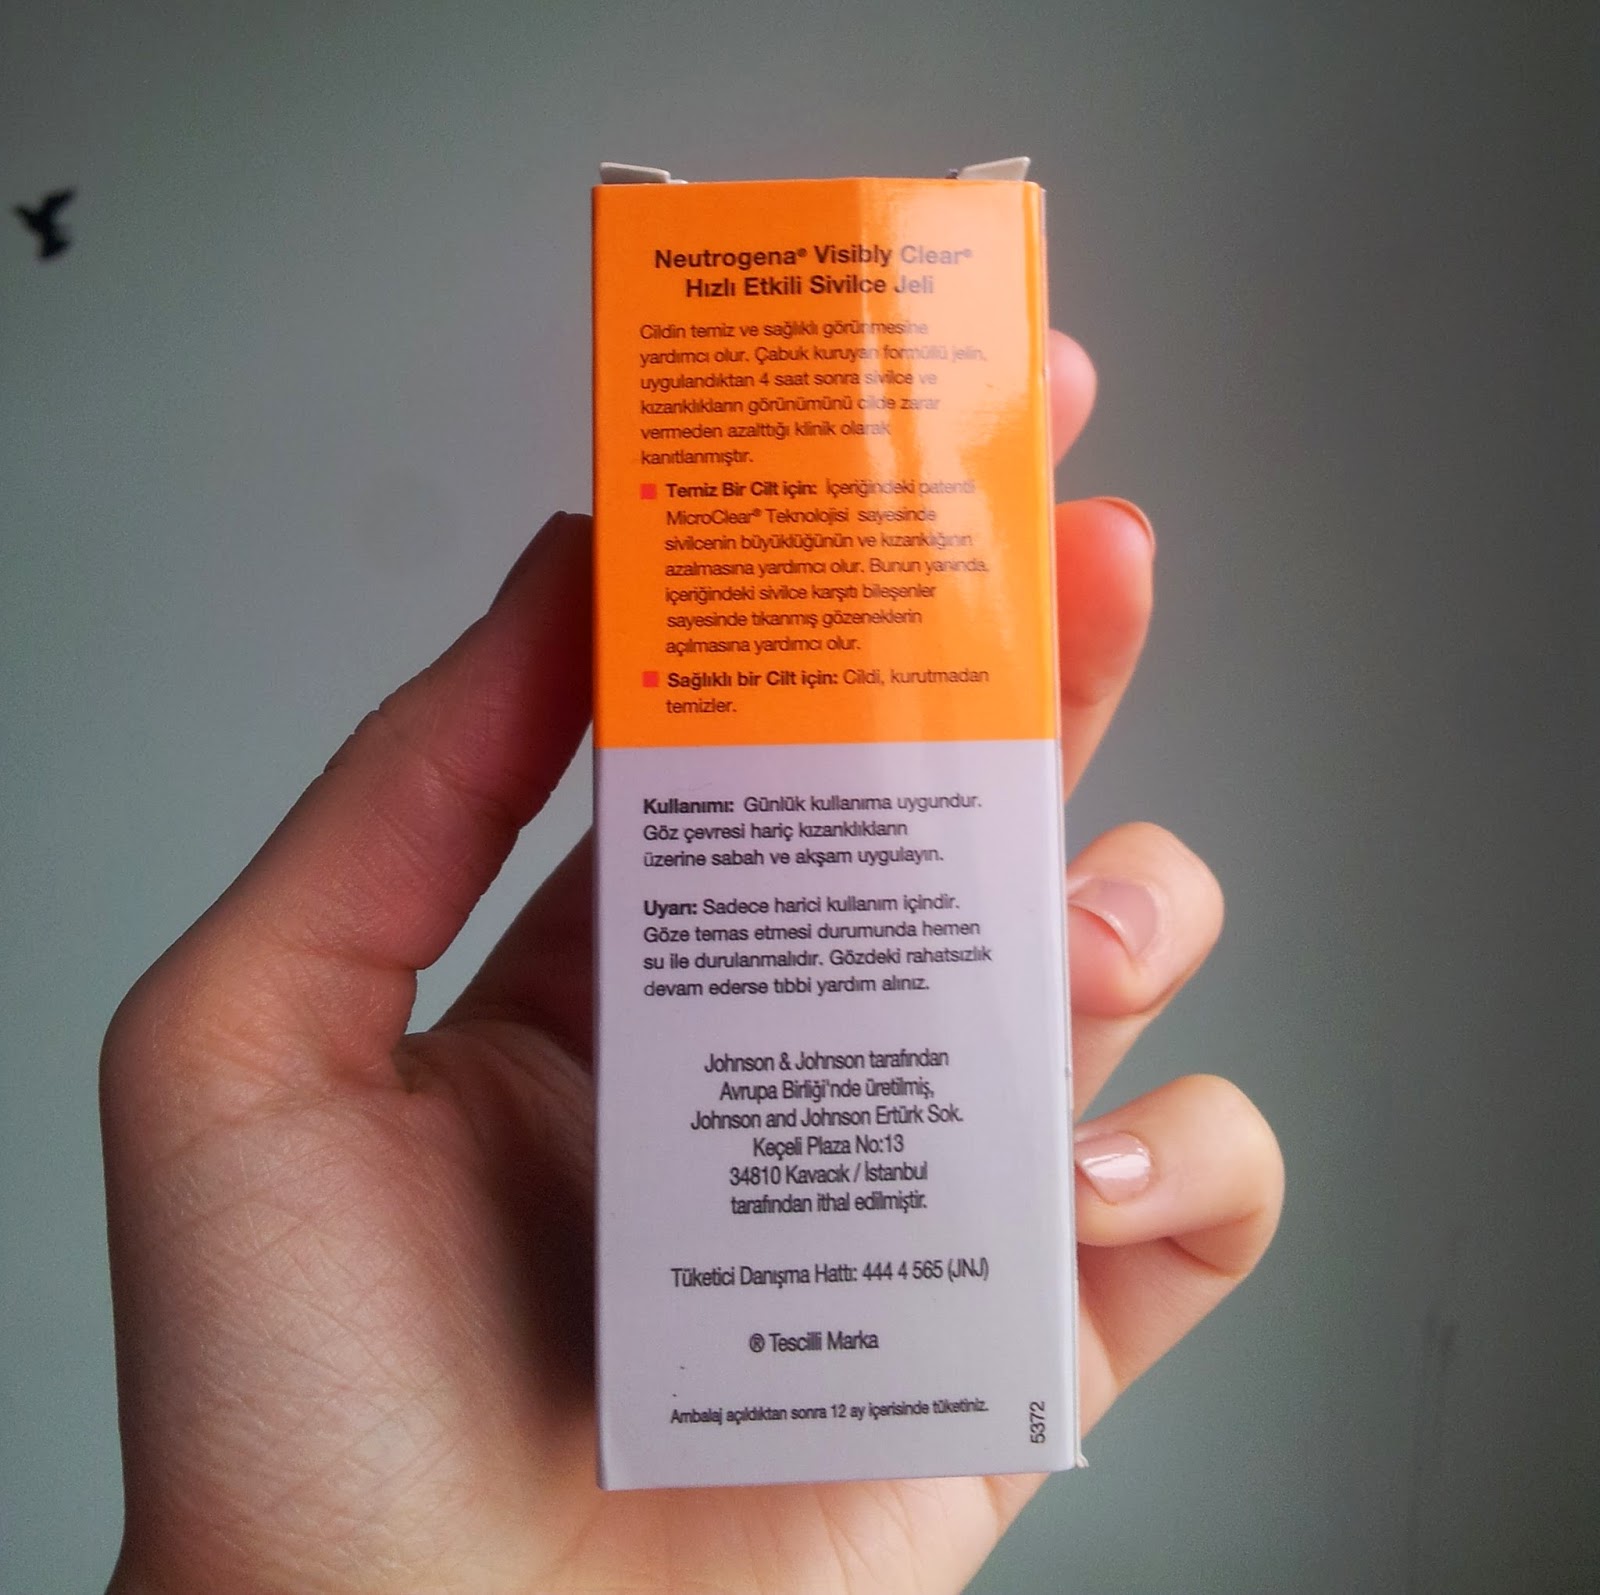 Neutrogena® Visibly Clear®
Hızlı Etkili Sivilce Jeli
Cildin temiz ve sağlıklı görünmesine
yardımcı olur. Çabuk kuruyan formüllü jelin,
uygulandıktan 4 saat sonra sivilce ve
kızarıklıkların görünümünü cilde zarar
vermeden azalttığı klinik olarak
kanıtlanmıştır.
Temiz Bir Cilt için: İçeriğindeki patentli
MicroClear® Teknolojisi sayesinde
sivilcenin büyüklüğünün ve kızarıklığının
azalmasına yardımcı olur. Bunun yanında,
içeriğindeki sivilce karşıtı bileşenler
sayesinde tıkanmış gözeneklerin
açılmasına yardımcı olur.
Sağlıklı bir Cilt için: Cildi, kurutmadan
temizler.
Kullanımı: Günlük kullanıma uygundur.
Göz çevresi hariç kızarıklıkların
üzerine sabah ve akşam uygulayın.
Uyarı: Sadece harici kullanım içindir.
Göze temas etmesi durumunda hemen
su ile durulanmalıdır. Gözdeki rahatsızlık
devam ederse tıbbi yardım alınız.
Johnson & Johnson tarafından
Avrupa Birliği'nde üretilmiş,
Johnson and Johnson Ertürk Sok.
Keçeli Plaza No:13
34810 Kavacık / İstanbul
tarafından ithal edilmiştir.
Tüketici Danışma Hattı: 444 4 565 (JNJ)
® Tescilli Marka
Ambalaj açıldıktan sonra 12 ay içerisinde tüketiniz.
5372